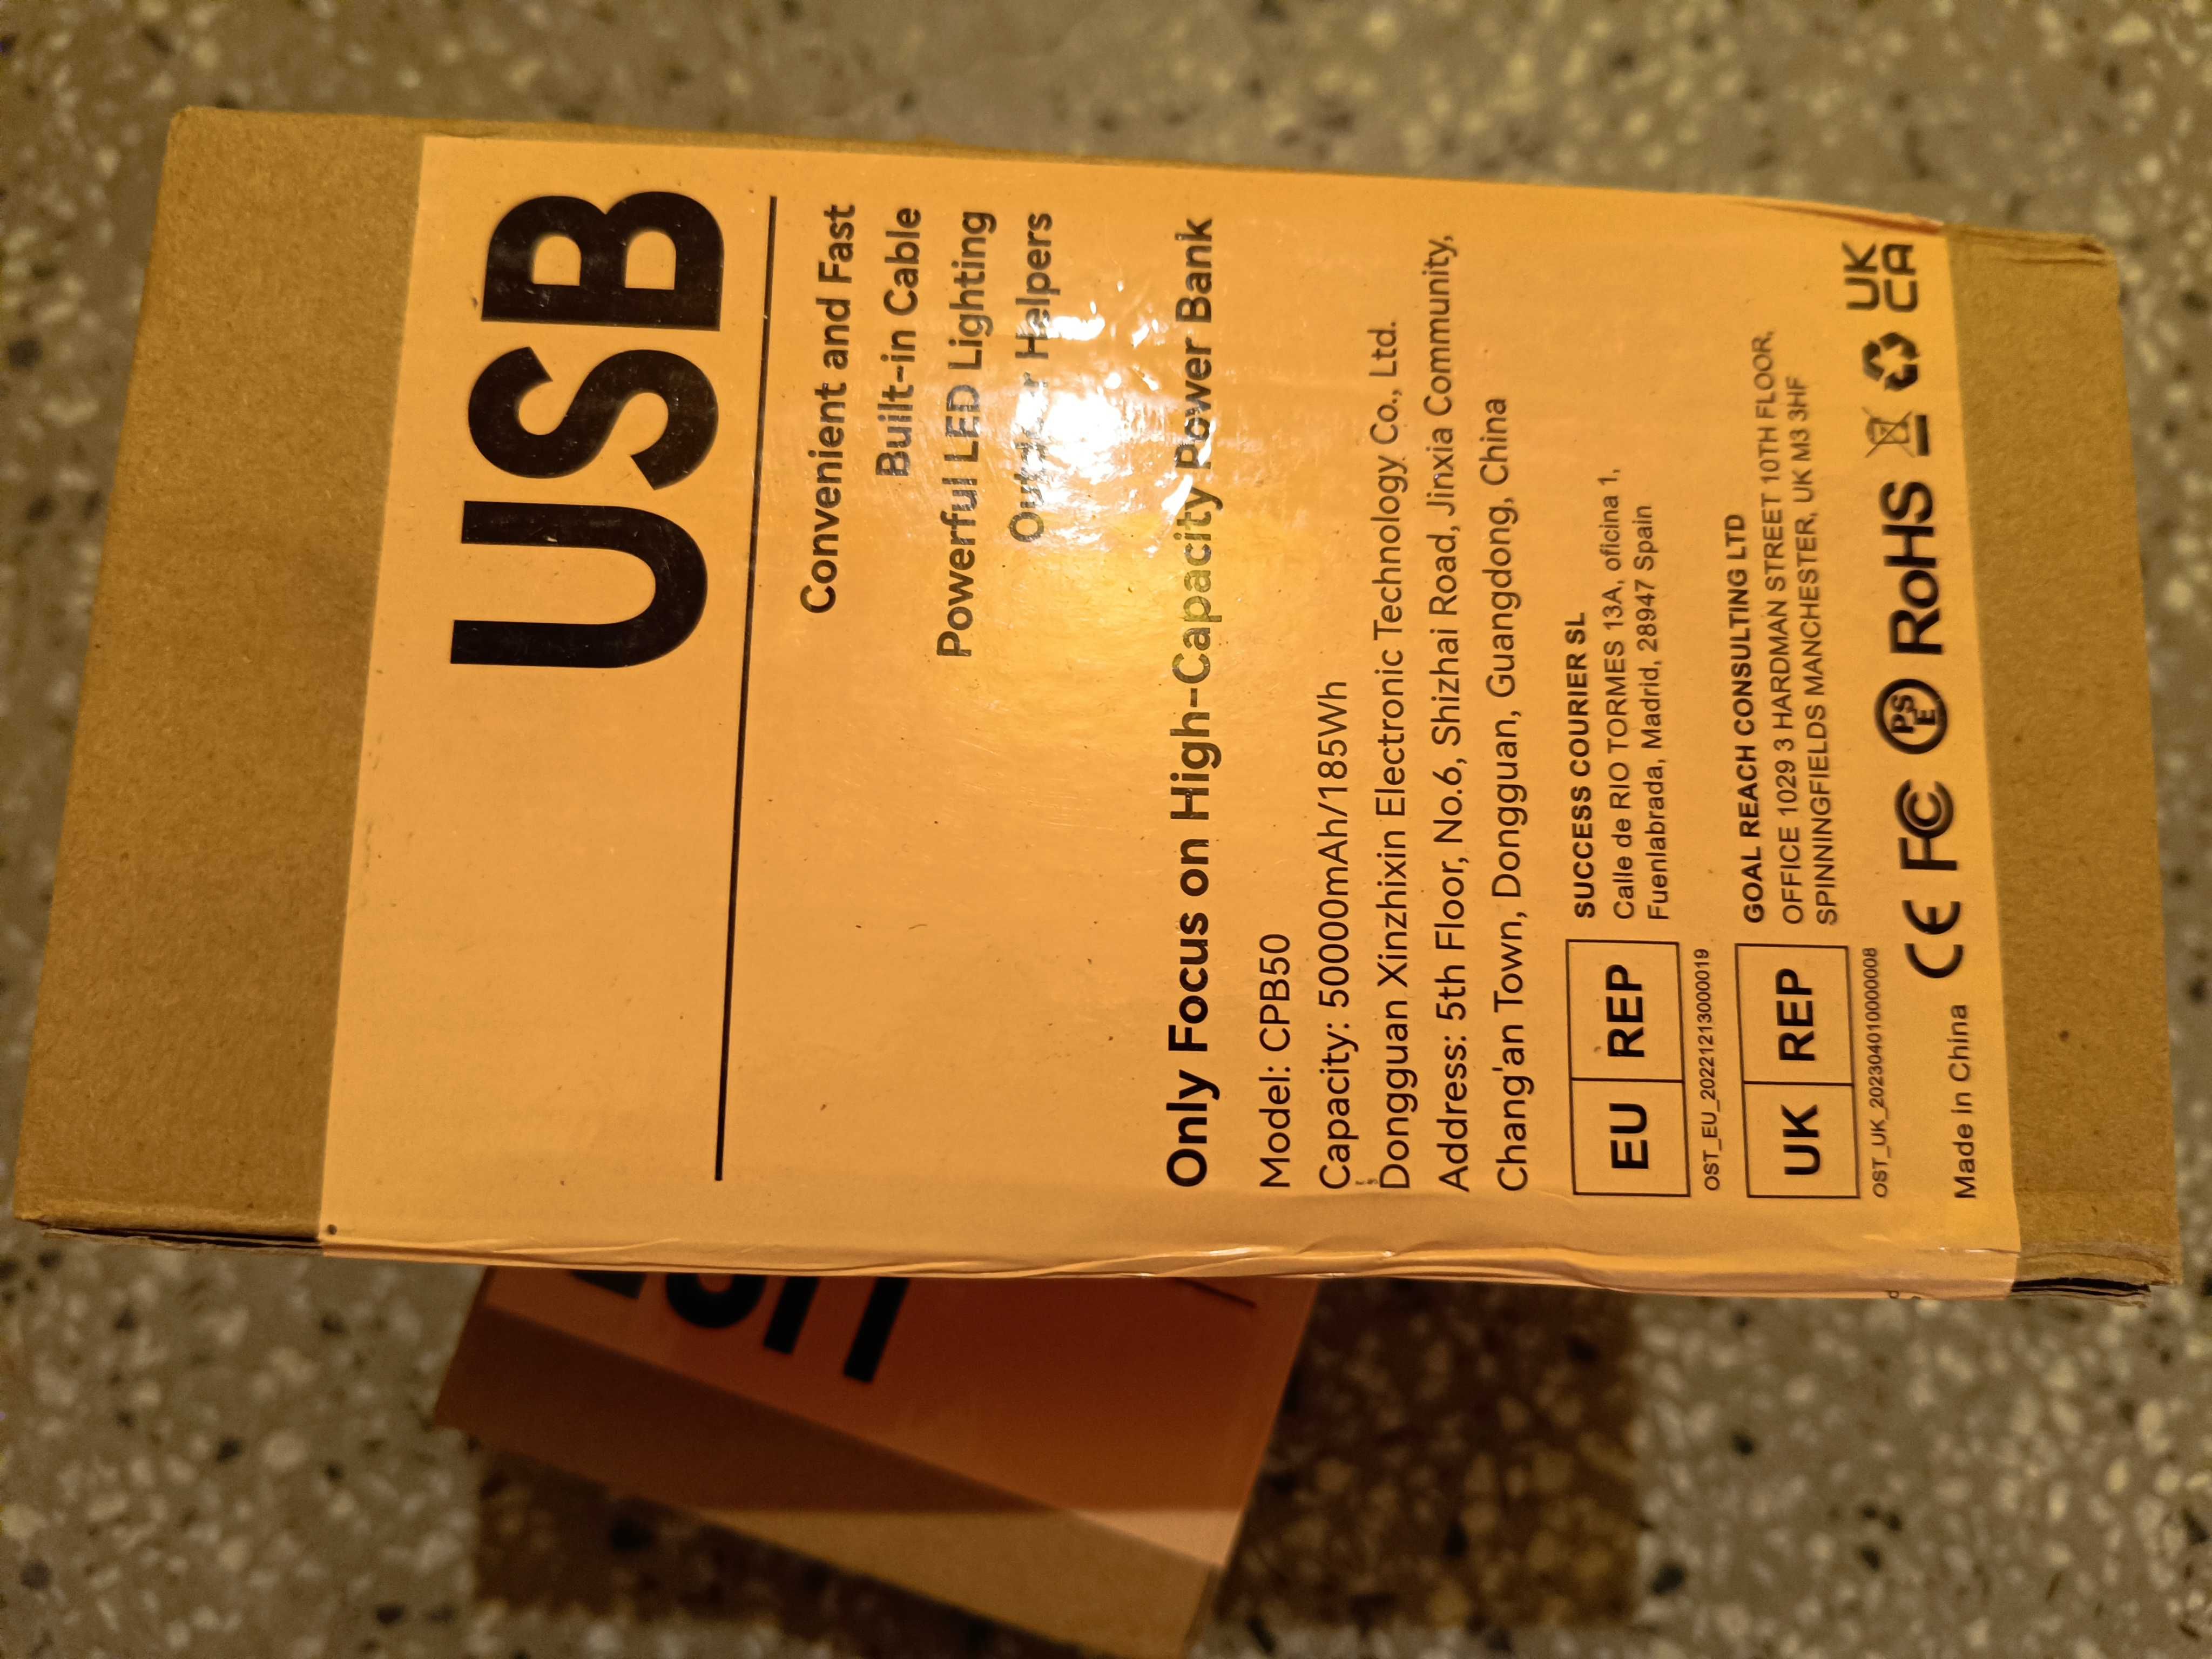 USB
Convenient and Fast
Built-in Cable
Powerful LED Lighting
Outdoor Helpers
Only Focus on High-Capacity Power Bank
Model: CPB50
Capacity: 50000mAh/185Wh
Dongguan Xinzhixin Electronic Technology Co., Ltd.
Address: 5th Floor, No.6, Shizhai Road, Jinxia Community,
Chang'an Town, Dongguan, Guangdong, China
EU REP
SUCCESS COURIER SL
Calle de RIO TORMES 13A, oficina 1,
Fuenlabrada, Madrid, 28947 Spain
OST_EU_20221213000019
UK REP
GOAL REACH CONSULTING LTD
OFFICE 1029 3 HARDMAN STREET 10TH FLOOR,
SPINNINGFIELDS MANCHESTER, UK M3 3HF
OST_UK_20230401000008
Made in China CE FC PSE RoHS UK
CA